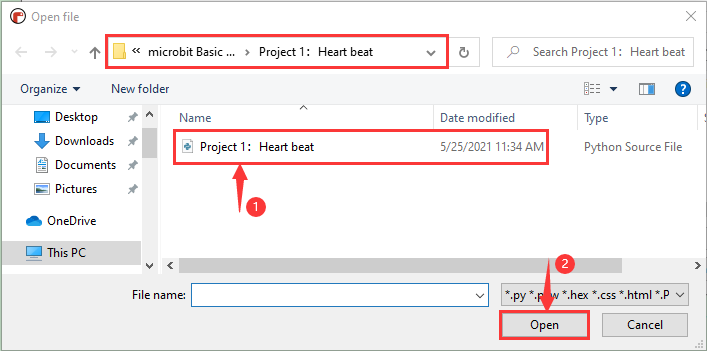 Open file
« microbit Basic ... > Project 1： Heart beat
Search Project 1： Heart beat
Organize
New folder
?
Desktop
Downloads
Documents
Pictures
OneDrive
This PC
Name
Date modified
Type
Project 1： Heart beat
5/25/2021 11:34 AM
Python Source File
1
2
File name:
*.py *.pyw *.hex *.css *.html *.P
Open
Cancel